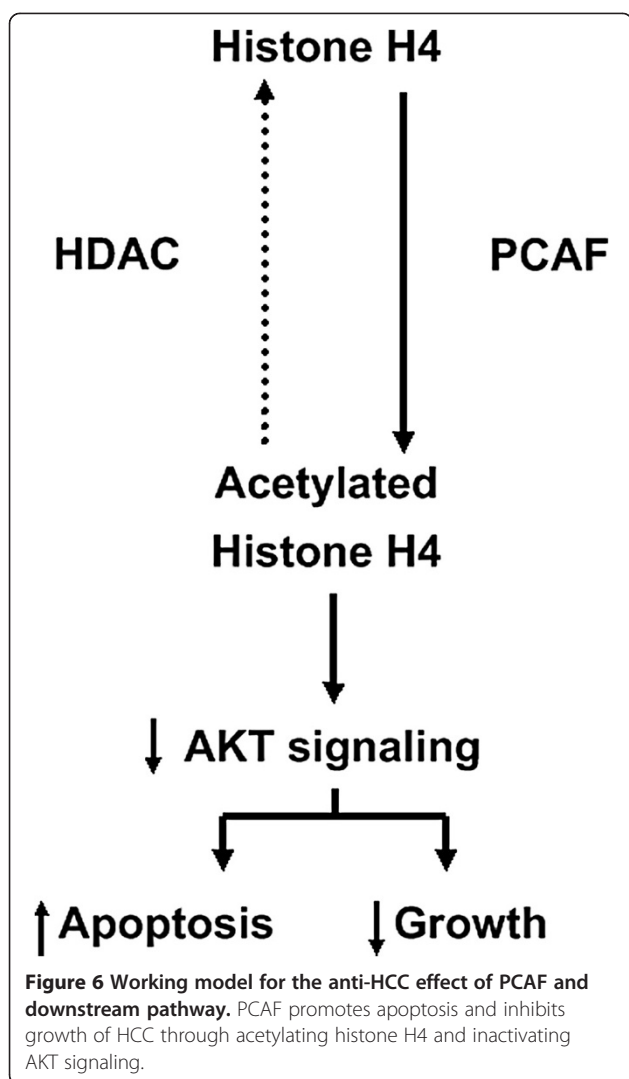 Histone H4
HDAC
PCAF
Acetylated
Histone H4
↓ AKT signaling
↑ Apoptosis
↓ Growth
Figure 6 Working model for the anti-HCC effect of PCAF and
downstream pathway. PCAF promotes apoptosis and inhibits
growth of HCC through acetylating histone H4 and inactivating
AKT signaling.